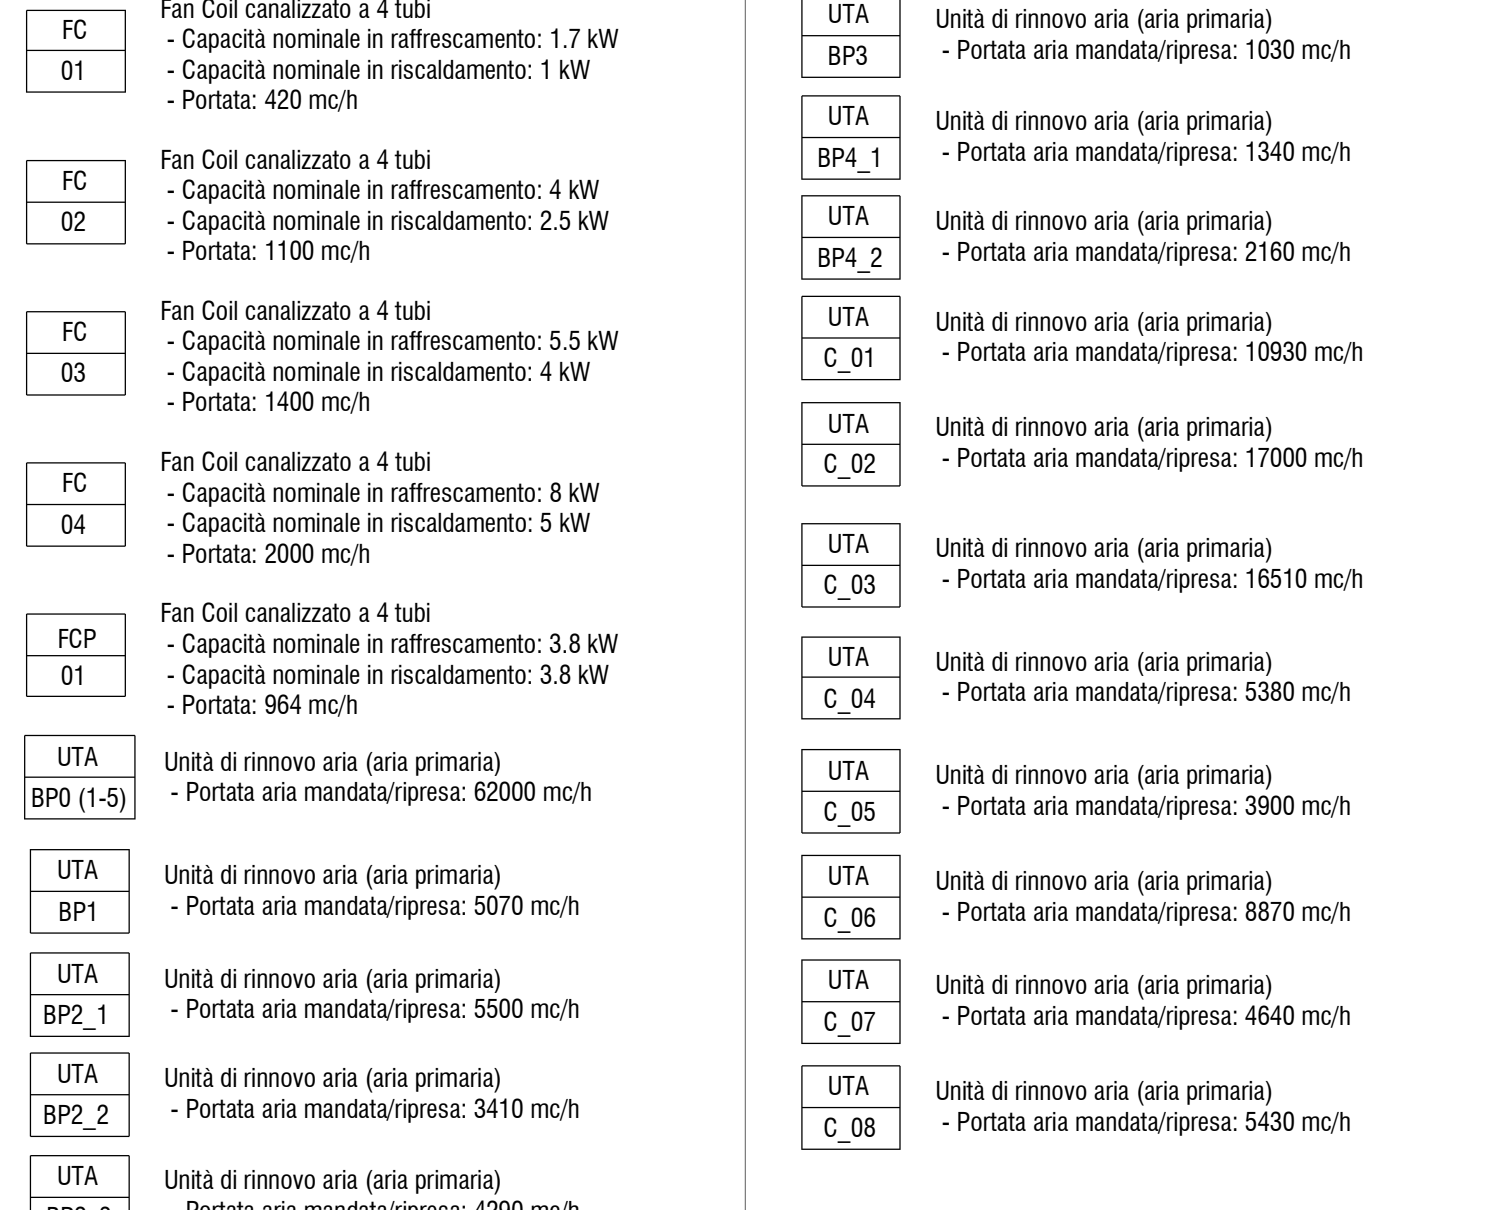 Fan Coil canalizzato a 4 tubi
FC
01
- Capacità nominale in raffrescamento: 1.7 kW
- Capacità nominale in riscaldamento: 1 kW
- Portata: 420 mc/h
Fan Coil canalizzato a 4 tubi
FC
02
- Capacità nominale in raffrescamento: 4 kW
- Capacità nominale in riscaldamento: 2.5 kW
- Portata: 1100 mc/h
Fan Coil canalizzato a 4 tubi
FC
03
- Capacità nominale in raffrescamento: 5.5 kW
- Capacità nominale in riscaldamento: 4 kW
- Portata: 1400 mc/h
Fan Coil canalizzato a 4 tubi
FC
04
- Capacità nominale in raffrescamento: 8 kW
- Capacità nominale in riscaldamento: 5 kW
- Portata: 2000 mc/h
Fan Coil canalizzato a 4 tubi
FCP
01
- Capacità nominale in raffrescamento: 3.8 kW
- Capacità nominale in riscaldamento: 3.8 kW
- Portata: 964 mc/h
UTA
BP0 (1-5)
Unità di rinnovo aria (aria primaria)
- Portata aria mandata/ripresa: 62000 mc/h
UTA
BP1
Unità di rinnovo aria (aria primaria)
- Portata aria mandata/ripresa: 5070 mc/h
UTA
BP2_1
Unità di rinnovo aria (aria primaria)
- Portata aria mandata/ripresa: 5500 mc/h
UTA
BP2_2
Unità di rinnovo aria (aria primaria)
- Portata aria mandata/ripresa: 3410 mc/h
UTA
Unità di rinnovo aria (aria primaria)
- Portata aria mandata/ripresa: 4290 mc/h
UTA
BP3
Unità di rinnovo aria (aria primaria)
- Portata aria mandata/ripresa: 1030 mc/h
UTA
BP4_1
Unità di rinnovo aria (aria primaria)
- Portata aria mandata/ripresa: 1340 mc/h
UTA
BP4_2
Unità di rinnovo aria (aria primaria)
- Portata aria mandata/ripresa: 2160 mc/h
UTA
C_01
Unità di rinnovo aria (aria primaria)
- Portata aria mandata/ripresa: 10930 mc/h
UTA
C_02
Unità di rinnovo aria (aria primaria)
- Portata aria mandata/ripresa: 17000 mc/h
UTA
C_03
Unità di rinnovo aria (aria primaria)
- Portata aria mandata/ripresa: 16510 mc/h
UTA
C_04
Unità di rinnovo aria (aria primaria)
- Portata aria mandata/ripresa: 5380 mc/h
UTA
C_05
Unità di rinnovo aria (aria primaria)
- Portata aria mandata/ripresa: 3900 mc/h
UTA
C_06
Unità di rinnovo aria (aria primaria)
- Portata aria mandata/ripresa: 8870 mc/h
UTA
C_07
Unità di rinnovo aria (aria primaria)
- Portata aria mandata/ripresa: 4640 mc/h
UTA
C_08
Unità di rinnovo aria (aria primaria)
- Portata aria mandata/ripresa: 5430 mc/h